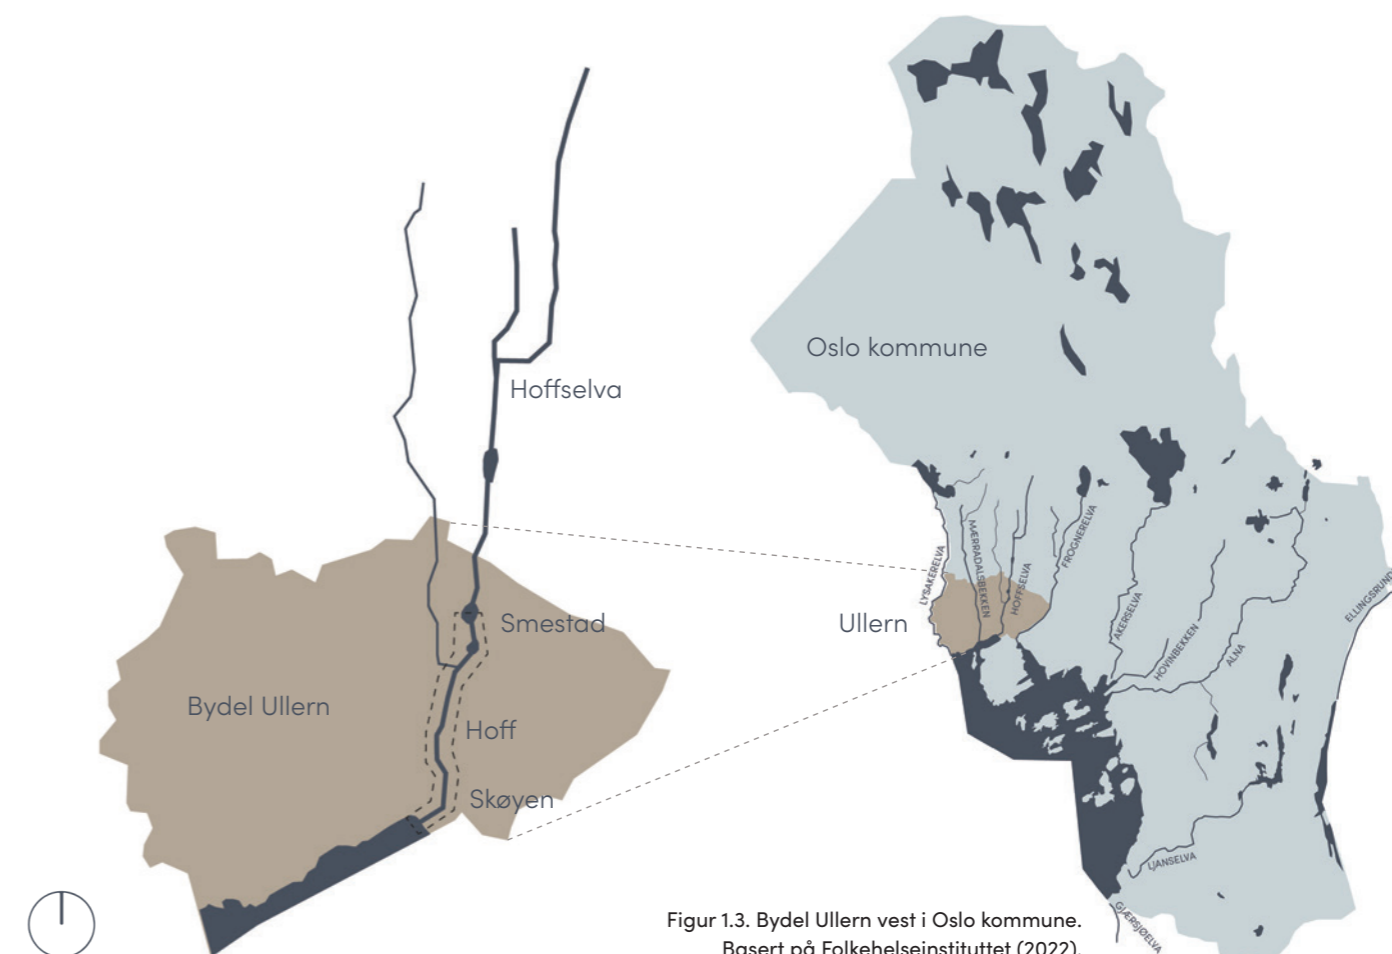 Hoffselva
Smestad
Bydel Ullern
Hoff
Skøyen
Oslo kommune
Ullern
LYSAKERELVA
MÆRRADALSBEKKEN
HOFFSELVA
FROGNERELVA
AKERSELVA
HOVINBEKKEN
ALNA
ELLINGSRUD
LJANSELVA
GJÆRSJØELVA
Figur 1.3. Bydel Ullern vest i Oslo kommune.
Basert på Folkehelseinstituttet (2022).